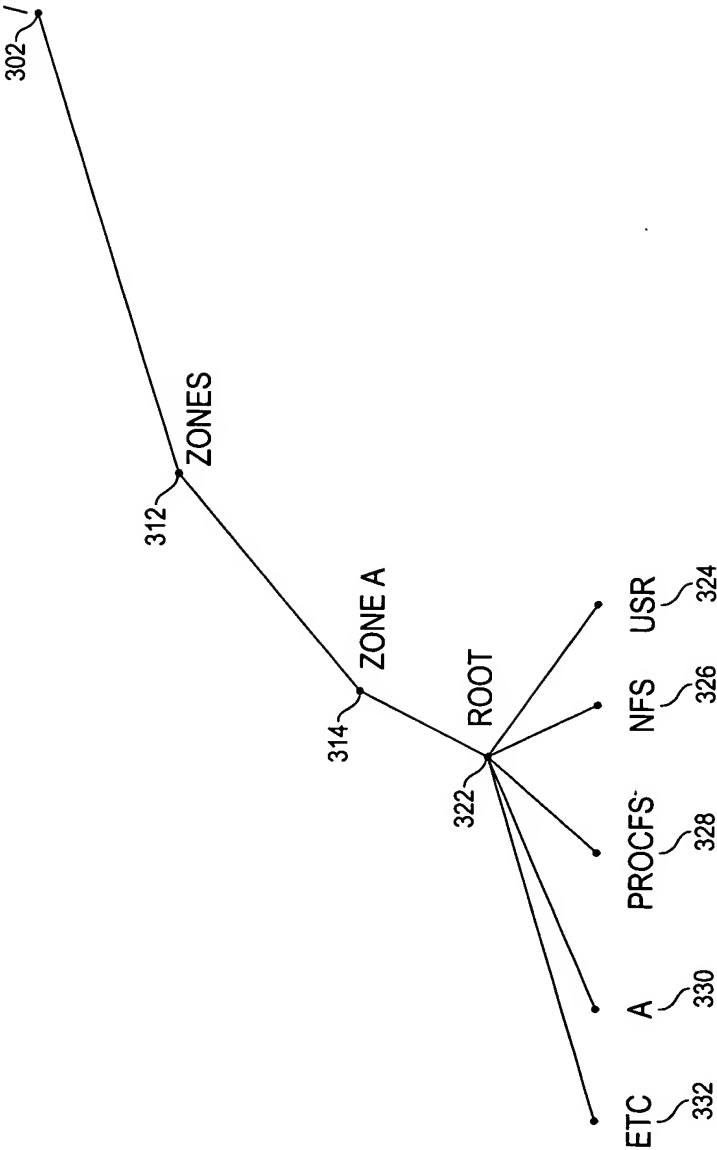 /
302
312
ZONES
314
ZONE A
322
ROOT
ETC
332
A
330
PROCFS
328
NFS
326
USR
324